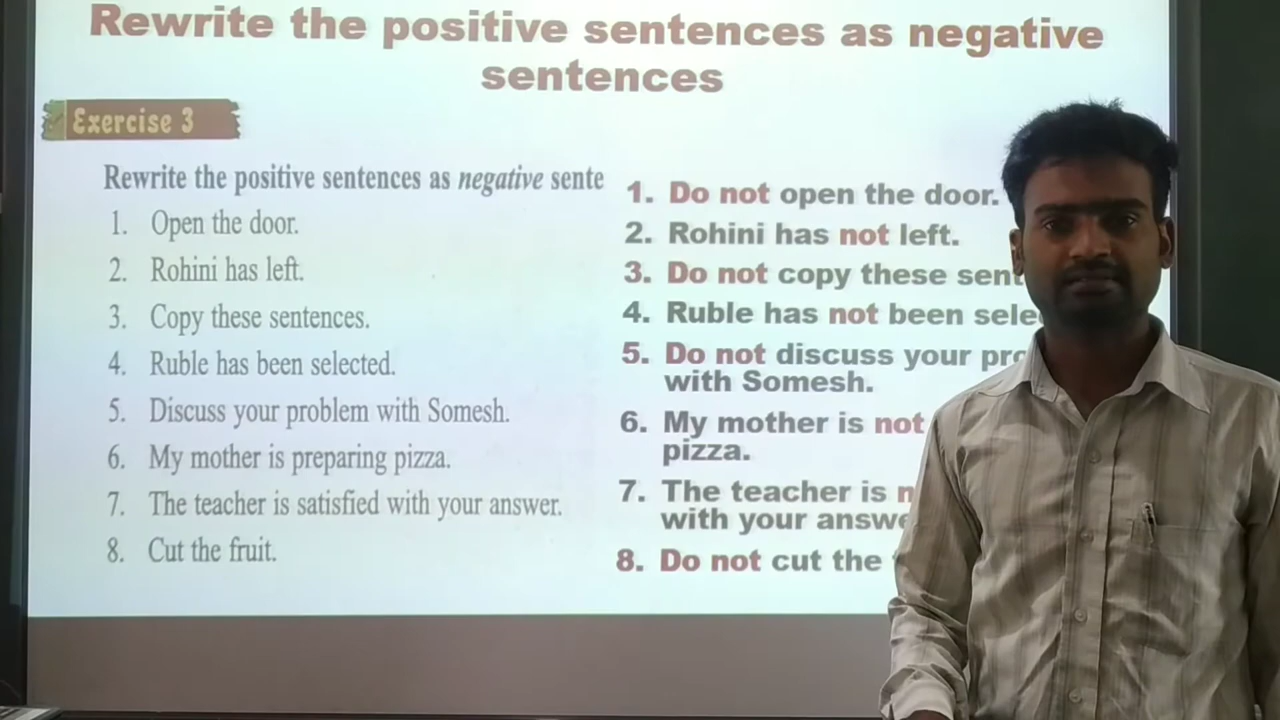 Rewrite the positive sentences as negative
sentences
Exercise 3
Rewrite the positive sentences as negative sente
1. Open the door.
2. Rohini has left.
3. Copy these sentences.
4. Ruble has been selected.
5. Discuss your problem with Somesh.
6. My mother is preparing pizza.
7. The teacher is satisfied with your answer.
8. Cut the fruit.
1. Do not open the door.
2. Rohini has not left.
3. Do not copy these sent
4. Ruble has not been sele
5. Do not discuss your pro
with Somesh.
6. My mother is not
pizza.
7. The teacher is n
with your answe
8. Do not cut the